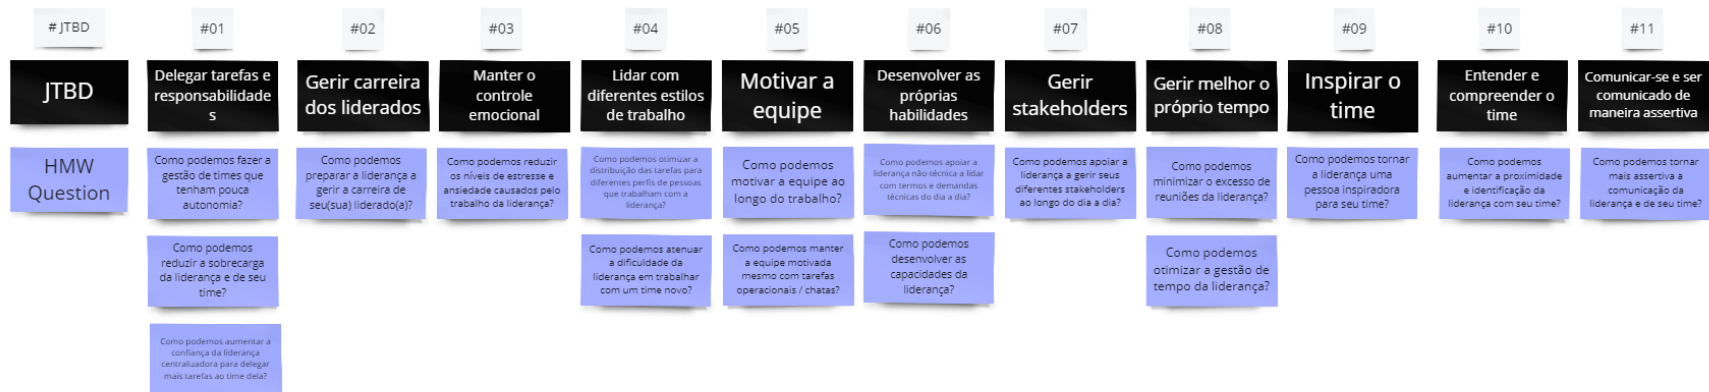 # JTBD
#01
#02
#03
#04
#05
#06
#07
#08
#09
#10
#11
JTBD
Delegar tarefas e
responsabilidade
s
Gerir carreira
dos liderados
Manter o
controle
emocional
Lidar com
diferentes estilos
de trabalho
Motivar a
equipe
Desenvolver as
próprias
habilidades
Gerir
stakeholders
Gerir melhor o
próprio tempo
Inspirar o
time
Entender e
compreender o
time
Comunicar-se e ser
comunicado de
maneira assertiva
HMW
Question
Como podemos fazer a
gestão de times que
tenham pouca
autonomia?
Como podemos
preparar a liderança a
gerir a carreira de
seu(sua) liderado(a)?
Como podemos reduzir
os níveis de estresse e
ansiedade causados pelo
trabalho da liderança?
Como podemos otimizar a
distribuição das tarefas para
diferentes perfis de pessoas
que trabalham com a
liderança?
Como podemos
motivar a equipe ao
longo do trabalho?
Como podemos apoiar a
liderança não-técnica a lidar
com termos e demandas
técnicas do dia a dia?
Como podemos apoiar a
liderança a gerir seus
diferentes stakeholders
ao longo do dia a dia?
Como podemos
minimizar o excesso de
reuniões da liderança?
Como podemos tornar
a liderança uma
pessoa inspiradora
para seu time?
Como podemos
aumentar a proximidade
e identificação da
liderança com seu time?
Como podemos tornar
mais assertiva a
comunicação da
liderança e de seu time?
Como podemos
reduzir a sobrecarga
da liderança e de seu
time?
Como podemos atenuar
a dificuldade da
liderança em trabalhar
com um time novo?
Como podemos manter
a equipe motivada
mesmo com tarefas
operacionais / chatas?
Como podemos
desenvolver as
capacidades da
liderança?
Como podemos
otimizar a gestão de
tempo da liderança?
Como podemos aumentar a
confiança da liderança
centralizadora para delegar
mais tarefas ao time dela?